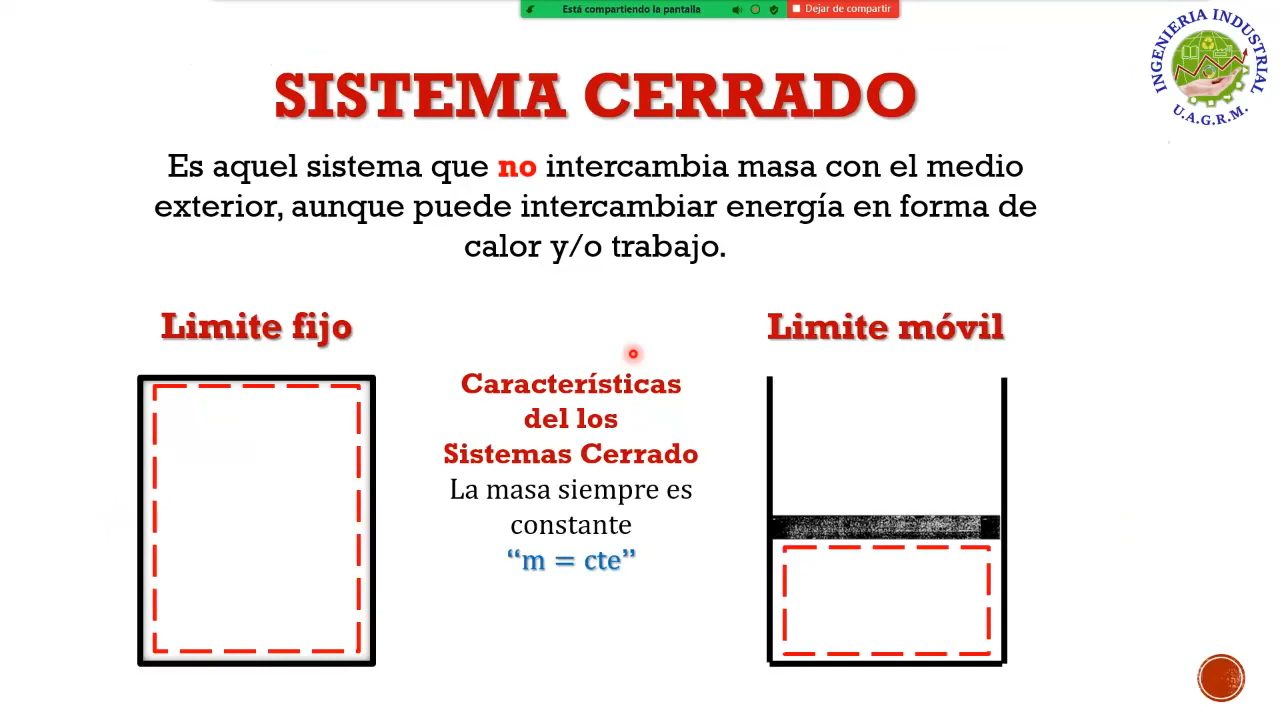 Está compartiendo la pantalla
Dejar de compartir
INGENIERIA INDUSTRIAL
U.A.G.R.M.
SISTEMA CERRADO
Es aquel sistema que no intercambia masa con el medio
exterior, aunque puede intercambiar energía en forma de
calor y/o trabajo.
Limite fijo
Características
del los
Sistemas Cerrado
La masa siempre es
constante
“m = cte”
Limite móvil